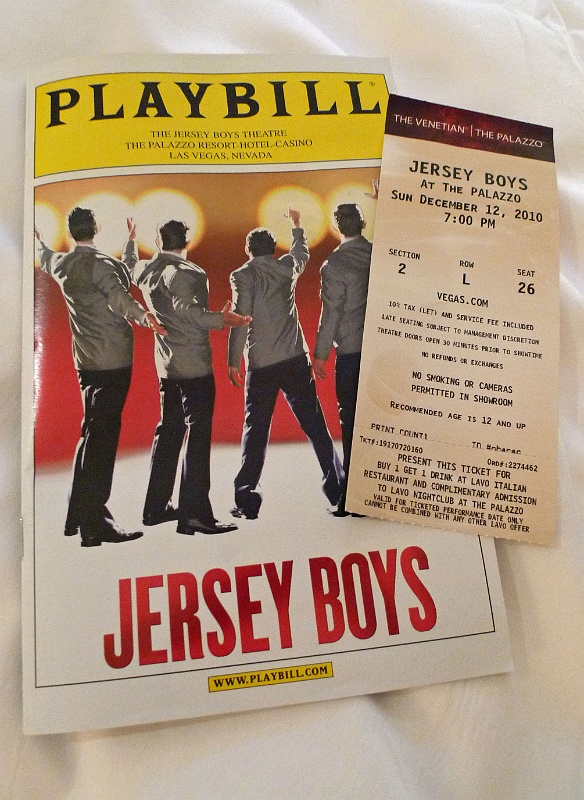 PLAYBILL®
THE JERSEY BOYS THEATRE
THE PALAZZO RESORT-HOTEL-CASINO
LAS VEGAS, NEVADA
JERSEY BOYS
WWW.PLAYBILL.COM
THE VENETIAN® | THE PALAZZO®
JERSEY BOYS
AT THE PALAZZO
SUN DECEMBER 12, 2010
7:00 PM
SECTION ROW SEAT
2 L 26
VEGAS.COM
10% TAX (LET) AND SERVICE FEE INCLUDED
LATE SEATING SUBJECT TO MANAGEMENT DISCRETION
THEATRE DOORS OPEN 30 MINUTES PRIOR TO SHOWTIME
NO REFUNDS OR EXCHANGES
NO SMOKING OR CAMERAS
PERMITTED IN SHOWROOM
RECOMMENDED AGE IS 12 AND UP
PRINT COUNT1
TKT#:19170720160 ORD#:2274462
PRESENT THIS TICKET FOR
BUY 1 GET 1 DRINK AT LAVO ITALIAN
RESTAURANT AND COMPLIMENTARY ADMISSION
TO LAVO NIGHTCLUB AT THE PALAZZO
VALID FOR TICKETED PERFORMANCE DATE ONLY
CANNOT BE COMBINED WITH ANY OTHER LAVO OFFER